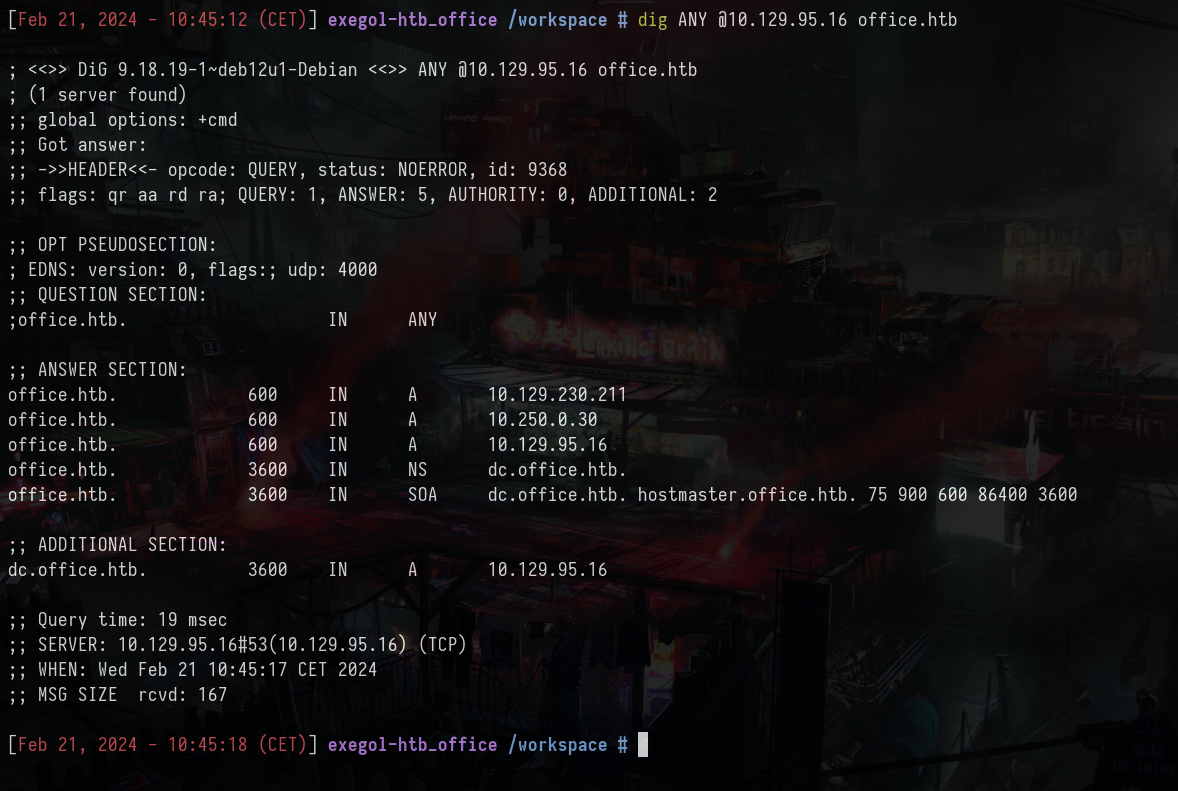 [Feb 21, 2024 - 10:45:12 (CET)] exegol-htb_office /workspace # dig ANY @10.129.95.16 office.htb
; <<>> DiG 9.18.19-1~deb12u1-Debian <<>> ANY @10.129.95.16 office.htb
; (1 server found)
;; global options: +cmd
;; Got answer:
;; ->>HEADER<<- opcode: QUERY, status: NOERROR, id: 9368
;; flags: qr aa rd ra; QUERY: 1, ANSWER: 5, AUTHORITY: 0, ADDITIONAL: 2
;; OPT PSEUDOSECTION:
; EDNS: version: 0, flags:; udp: 4000
;; QUESTION SECTION:
;office.htb. IN ANY
;; ANSWER SECTION:
office.htb. 600 IN A 10.129.230.211
office.htb. 600 IN A 10.250.0.30
office.htb. 600 IN A 10.129.95.16
office.htb. 3600 IN NS dc.office.htb.
office.htb. 3600 IN SOA dc.office.htb. hostmaster.office.htb. 75 900 600 86400 3600
;; ADDITIONAL SECTION:
dc.office.htb. 3600 IN A 10.129.95.16
;; Query time: 19 msec
;; SERVER: 10.129.95.16#53(10.129.95.16) (TCP)
;; WHEN: Wed Feb 21 10:45:17 CET 2024
;; MSG SIZE rcvd: 167
[Feb 21, 2024 - 10:45:18 (CET)] exegol-htb_office /workspace #
QUAI
DE VALMY